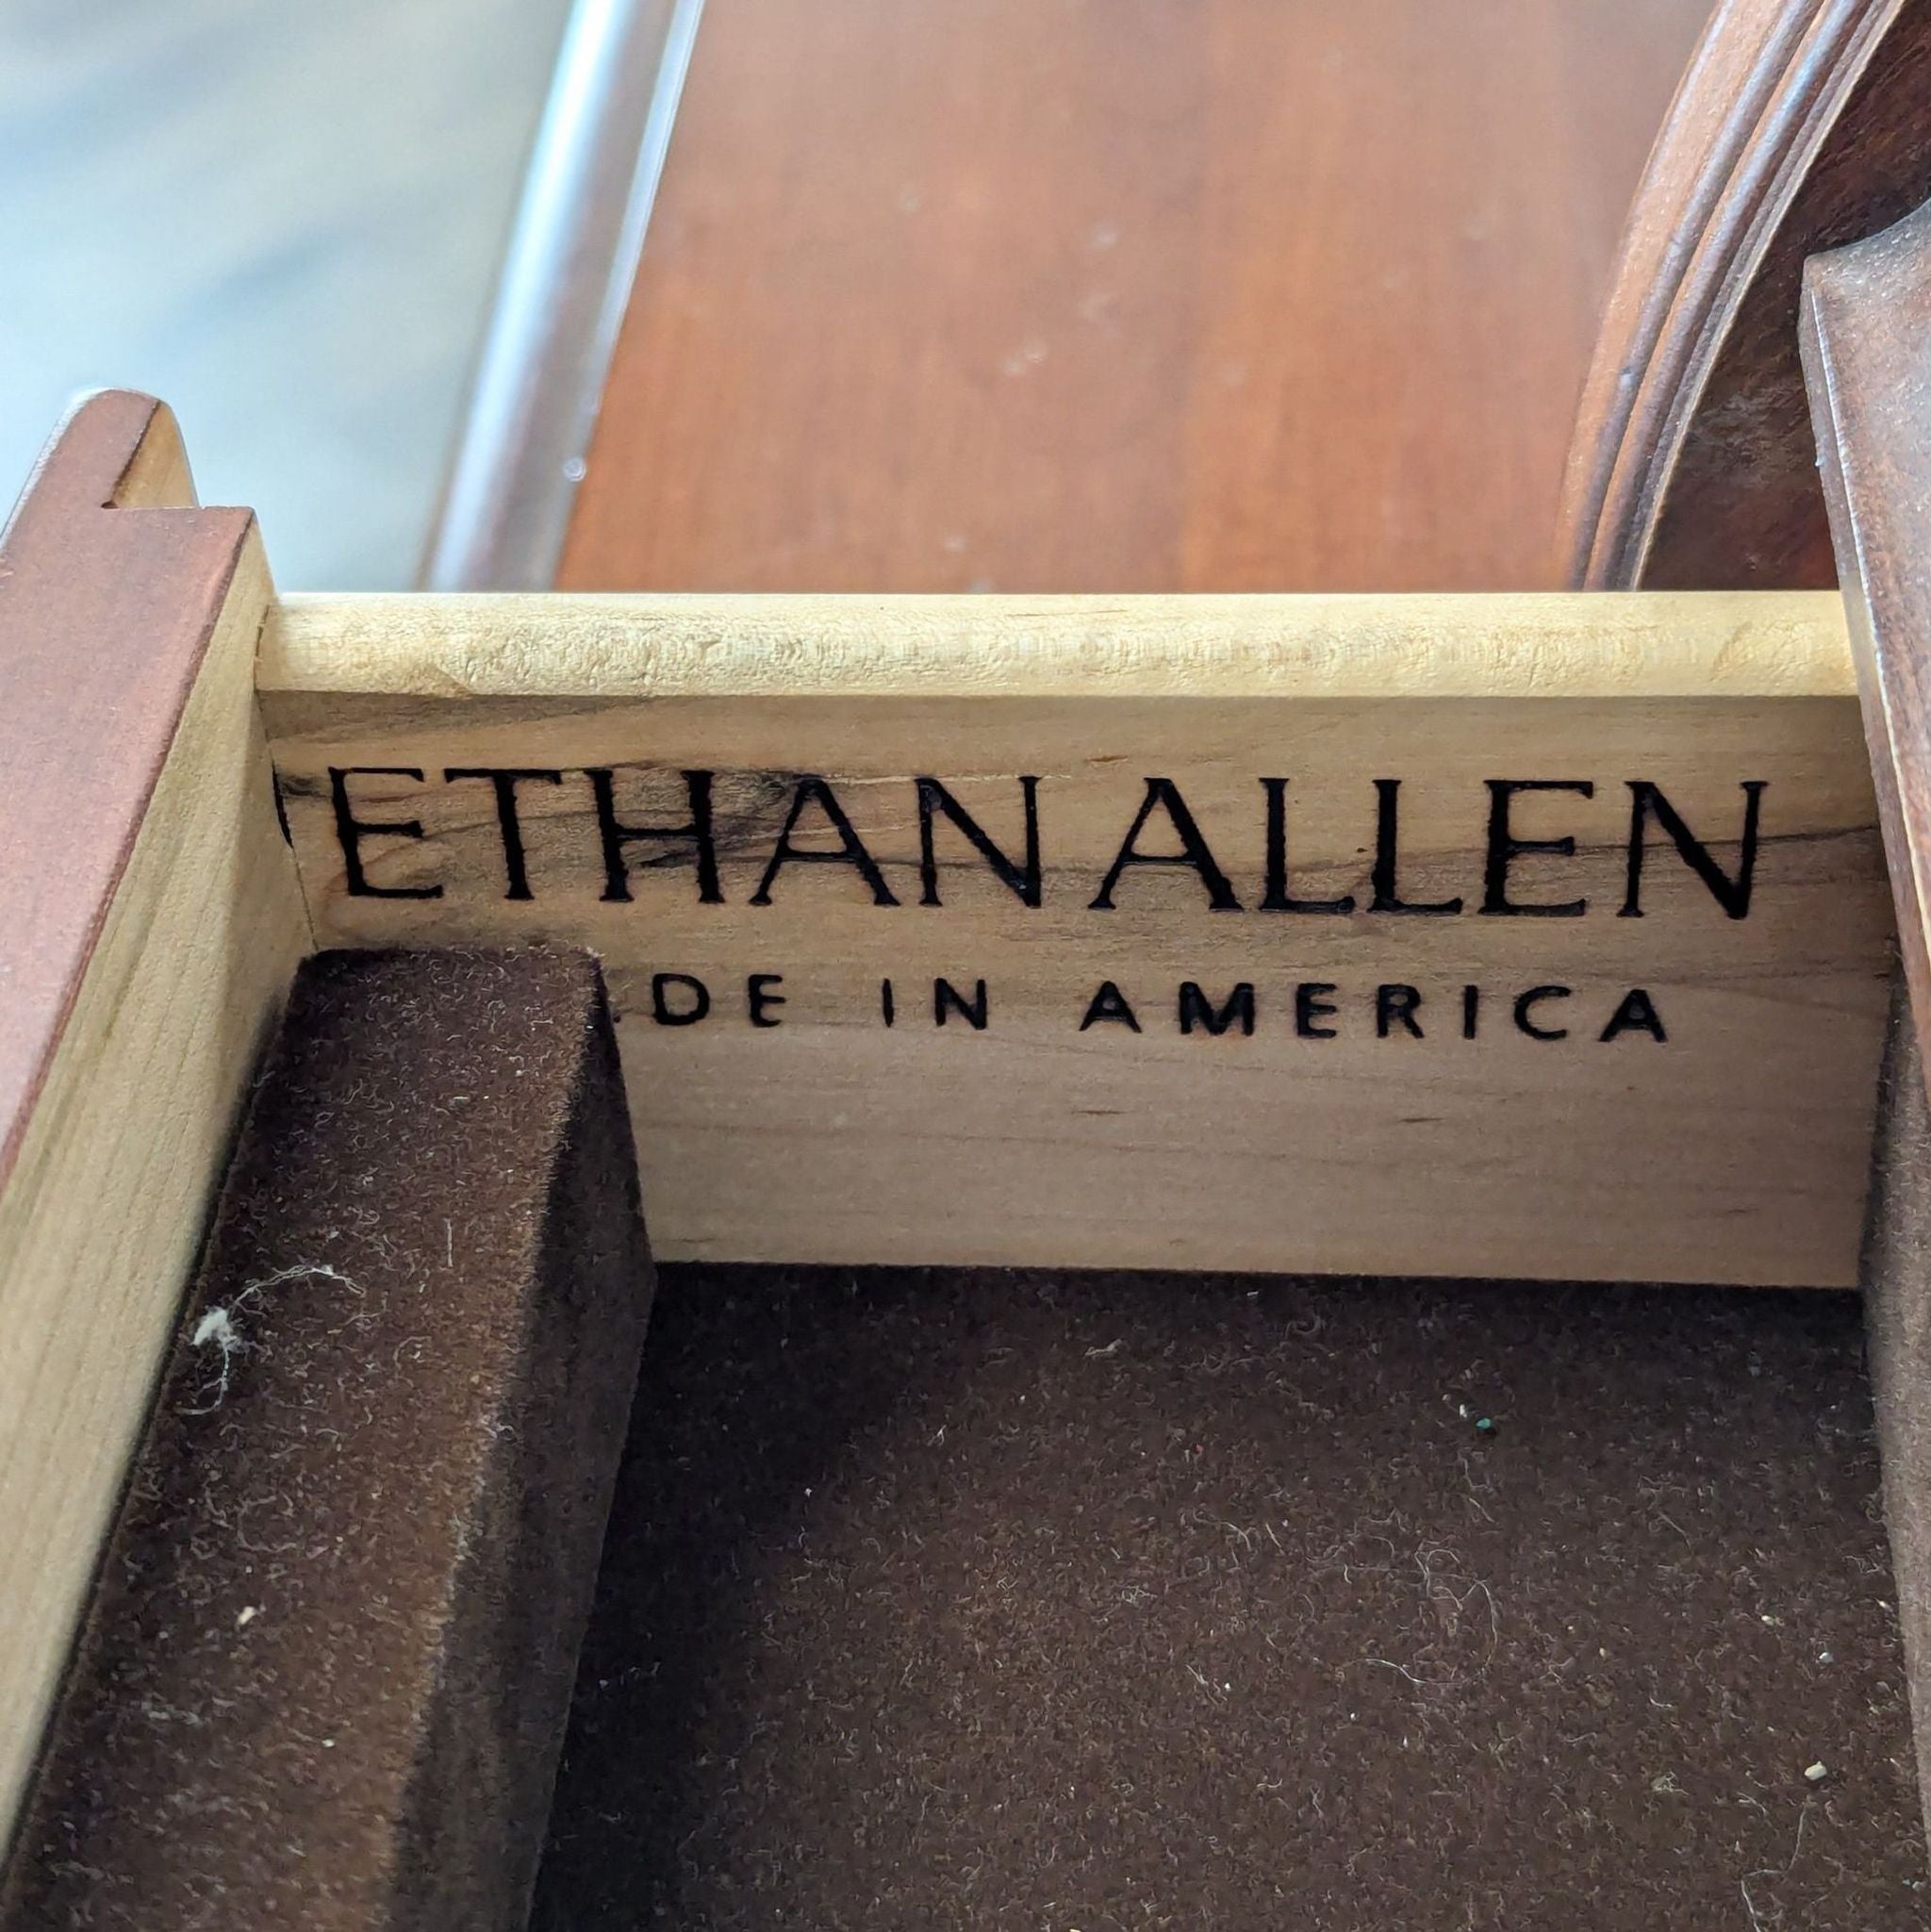 ETHAN ALLEN
DE IN AMERICA